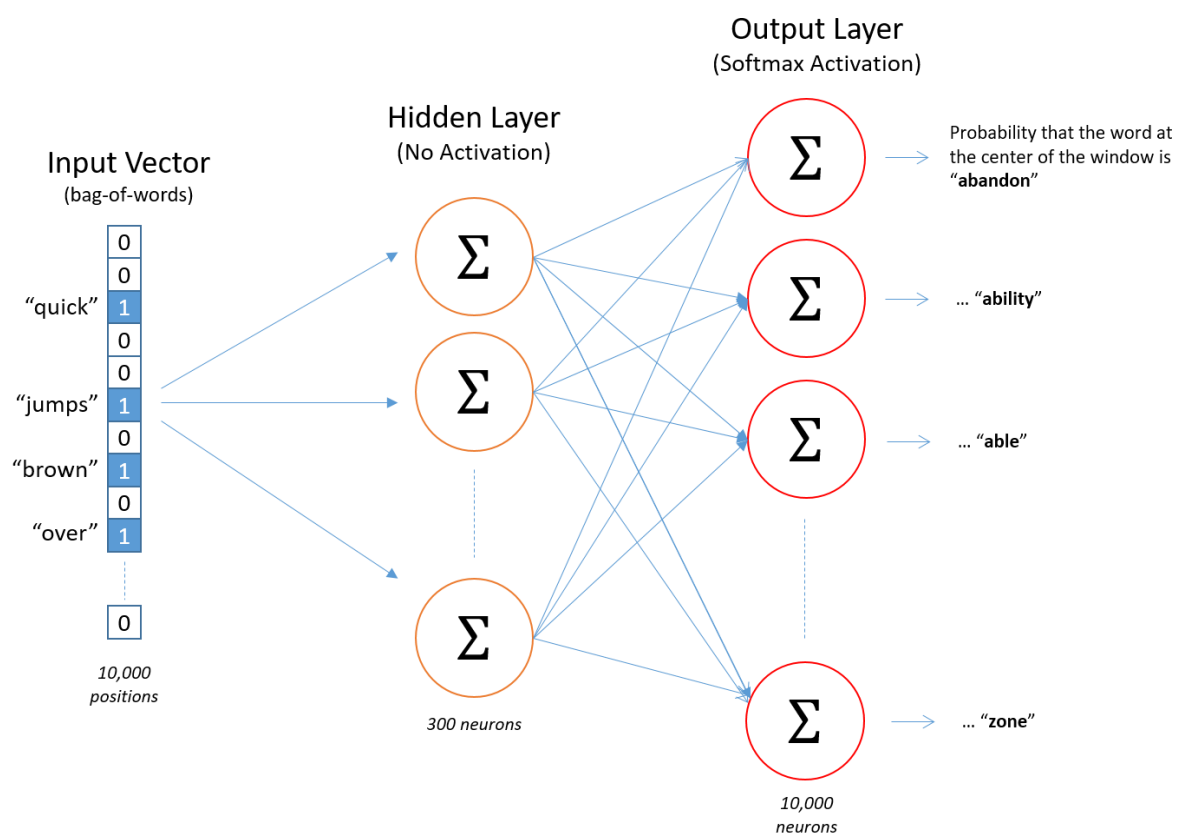 Input Vector
(bag-of-words)
0
0
“quick” 1
0
0
“jumps” 1
0
“brown” 1
0
“over” 1
0
10,000
positions
Hidden Layer
(No Activation)
Σ
Σ
Σ
300 neurons
Output Layer
(Softmax Activation)
Σ
Σ
Σ
Σ
10,000
neurons
Probability that the word at
the center of the window is
“abandon”
... “ability”
... “able”
... “zone”